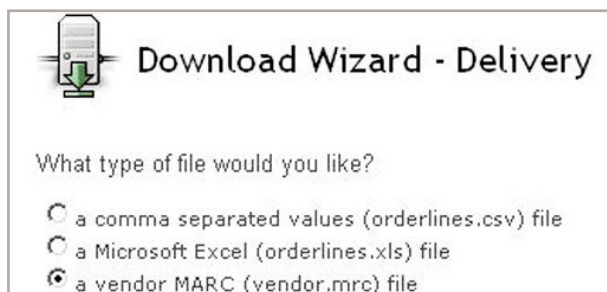 Download Wizard - Delivery
What type of file would you like?
a comma separated values (orderlines.csv) file
a Microsoft Excel (orderlines.xls) file
a vendor MARC (vendor.mrc) file